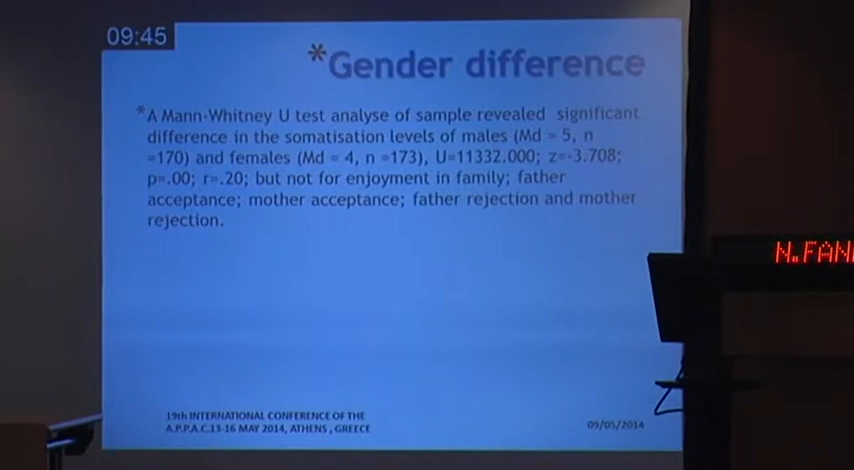 09:45
*Gender difference
*A Mann-Whitney U test analyse of sample revealed significant
difference in the somatisation levels of males (Md = 5, n
=170) and females (Md = 4, n =173), U=11332.000; z=-3.708;
p=.00; r=.20; but not for enjoyment in family; father
acceptance; mother acceptance; father rejection and mother
rejection.
N.FAN
19th INTERNATIONAL CONFERENCE OF THE
A.P.P.A.C.13-16 MAY 2014, ATHENS , GREECE
09/05/2014